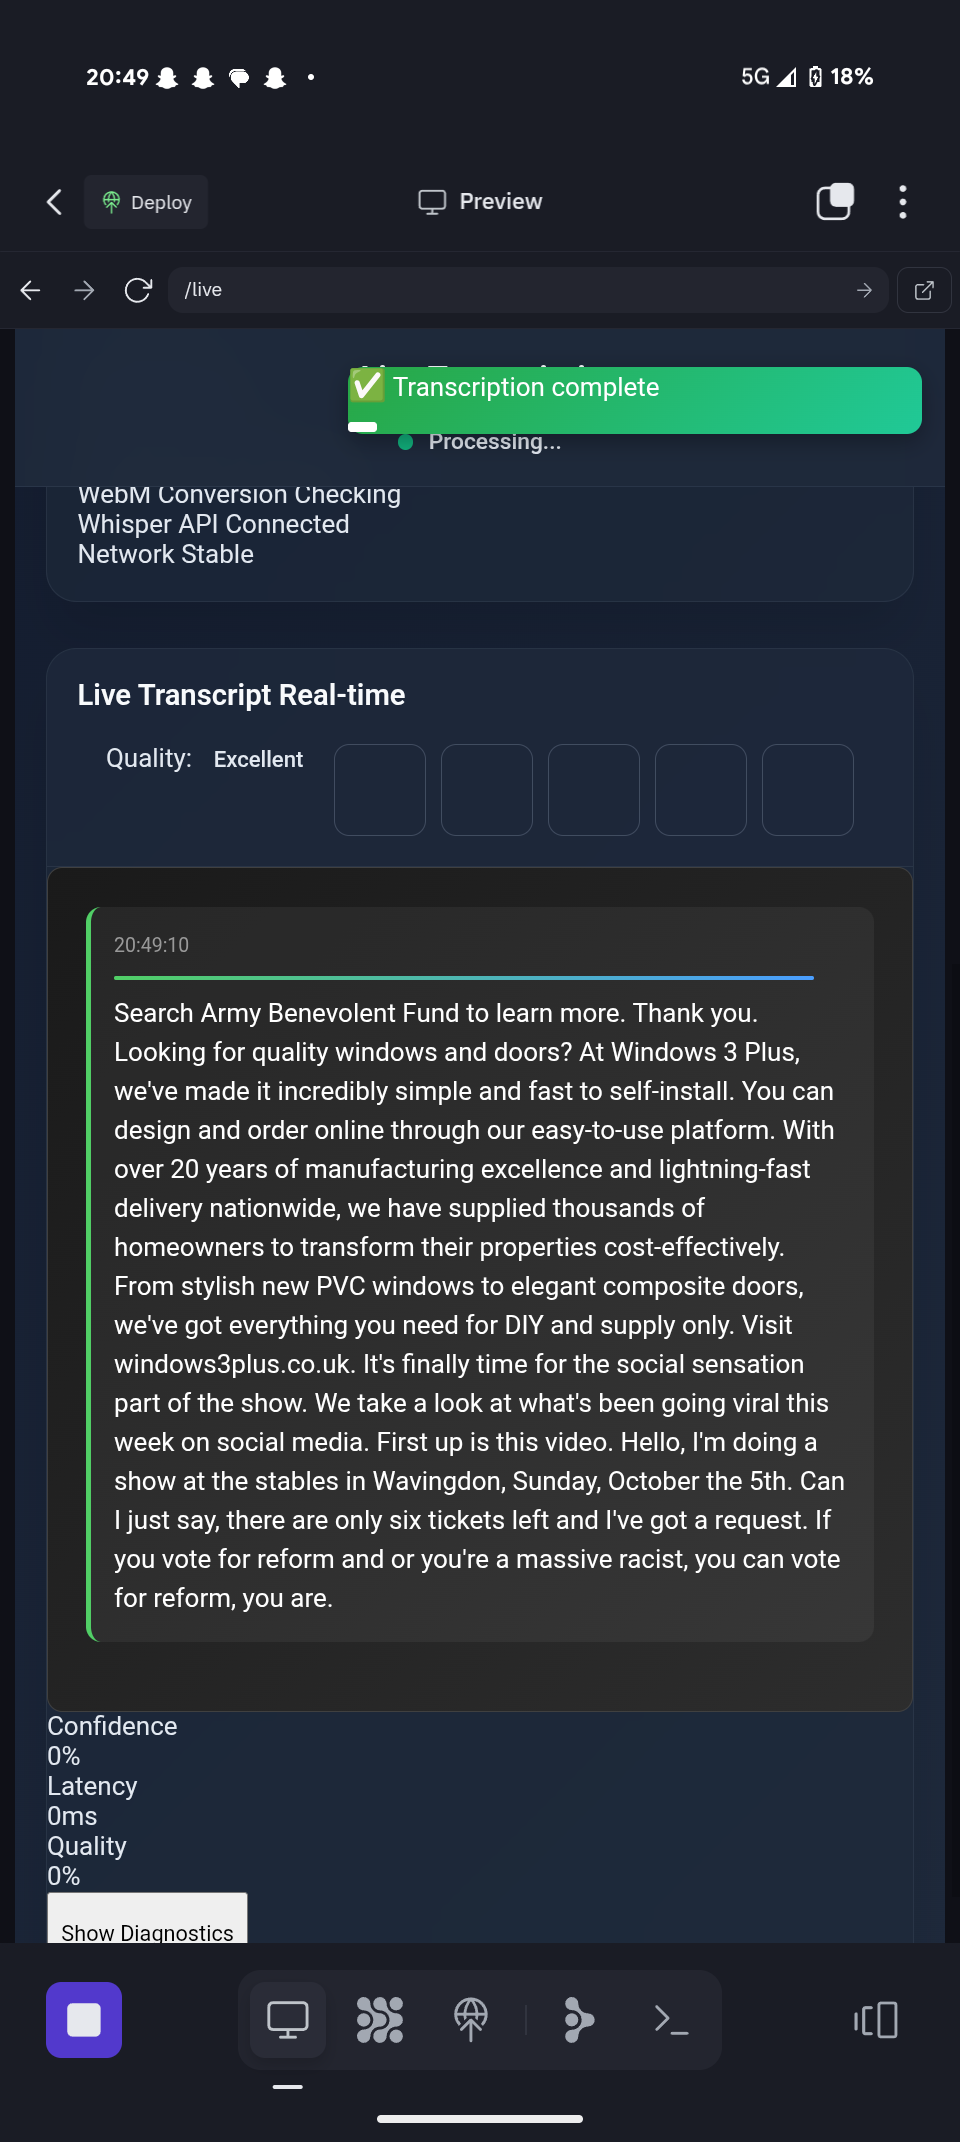 20:49
5G 18%
Deploy
Preview
/live
✅ Transcription complete
Processing...
WebM Conversion Checking
Whisper API Connected
Network Stable
Live Transcript Real-time
Quality: Excellent
20:49:10
Search Army Benevolent Fund to learn more. Thank you.
Looking for quality windows and doors? At Windows 3 Plus,
we've made it incredibly simple and fast to self-install. You can
design and order online through our easy-to-use platform. With
over 20 years of manufacturing excellence and lightning-fast
delivery nationwide, we have supplied thousands of
homeowners to transform their properties cost-effectively.
From stylish new PVC windows to elegant composite doors,
we've got everything you need for DIY and supply only. Visit
windows3plus.co.uk. It's finally time for the social sensation
part of the show. We take a look at what's been going viral this
week on social media. First up is this video. Hello, I'm doing a
show at the stables in Wavingdon, Sunday, October the 5th. Can
I just say, there are only six tickets left and I've got a request. If
you vote for reform and or you're a massive racist, you can vote
for reform, you are.
Confidence
0%
Latency
0ms
Quality
0%
Show Diagnostics